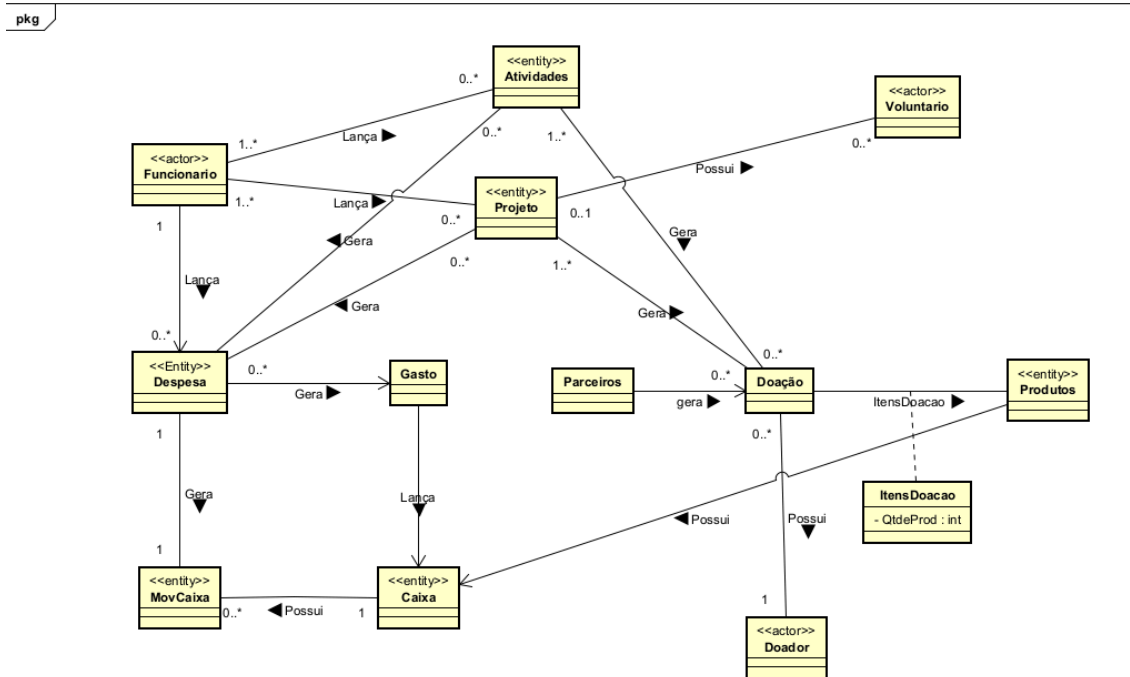 pkg
<<entity>>
Atividades
0..*
0..*
1..*
<<actor>>
Voluntario
0..*
1..*
Lança
<<actor>>
Funcionario
1..*
Lança
<<entity>>
Projeto
0..*
0..1
Possui
1
Gera
Gera
0..*
1..*
Lança
Gera
Gera
0..*
0..*
<<Entity>>
Despesa
0..*
Gera
Gasto
Parceiros
0..*
gera
Doação
ItensDoacao
<<entity>>
Produtos
1
0..*
Gera
Lança
ItensDoacao
- QtdeProd : int
Possui
Possui
1
<<entity>>
MovCaixa
0..*
Possui
1
<<entity>>
Caixa
1
<<actor>>
Doador